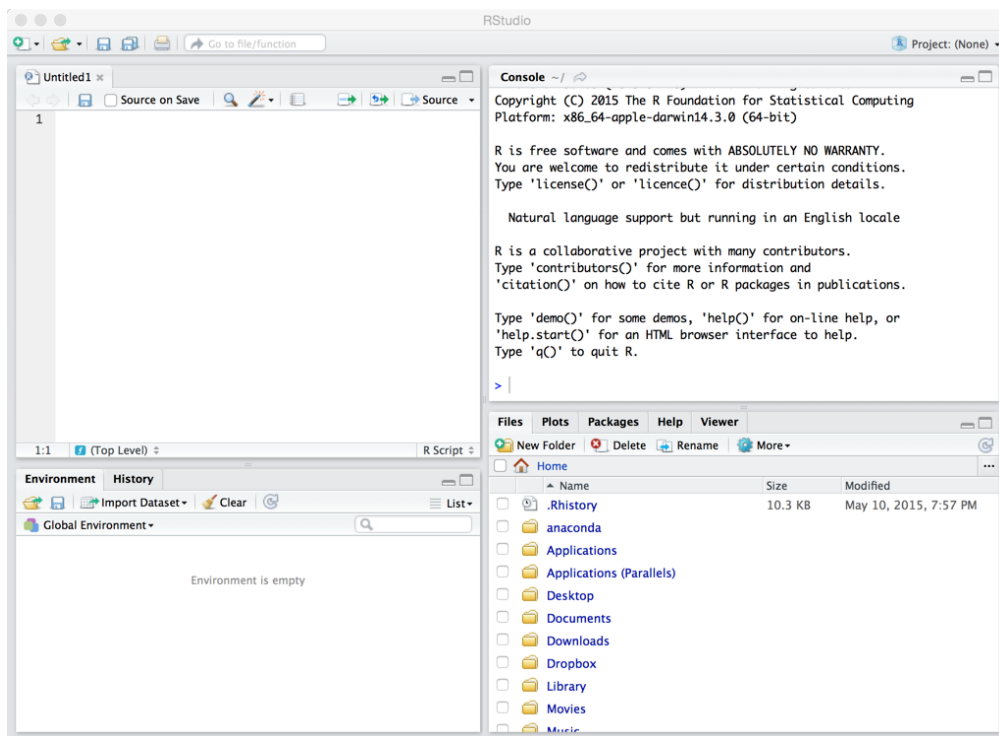 RStudio
Go to file/function
Project: (None)
Untitled1
Source on Save
Source
1
1:1
(Top Level)
R Script
Environment History
Import Dataset
Clear
List
Global Environment
Environment is empty
Console ~/
Copyright (C) 2015 The R Foundation for Statistical Computing
Platform: x86_64-apple-darwin14.3.0 (64-bit)
R is free software and comes with ABSOLUTELY NO WARRANTY.
You are welcome to redistribute it under certain conditions.
Type 'license()' or 'licence()' for distribution details.
Natural language support but running in an English locale
R is a collaborative project with many contributors.
Type 'contributors()' for more information and
'citation()' on how to cite R or R packages in publications.
Type 'demo()' for some demos, 'help()' for on-line help, or
'help.start()' for an HTML browser interface to help.
Type 'q()' to quit R.
>
Files Plots Packages Help Viewer
New Folder Delete Rename More
Home
Name Size Modified
.Rhistory 10.3 KB May 10, 2015, 7:57 PM
anaconda
Applications
Applications (Parallels)
Desktop
Documents
Downloads
Dropbox
Library
Movies
Music